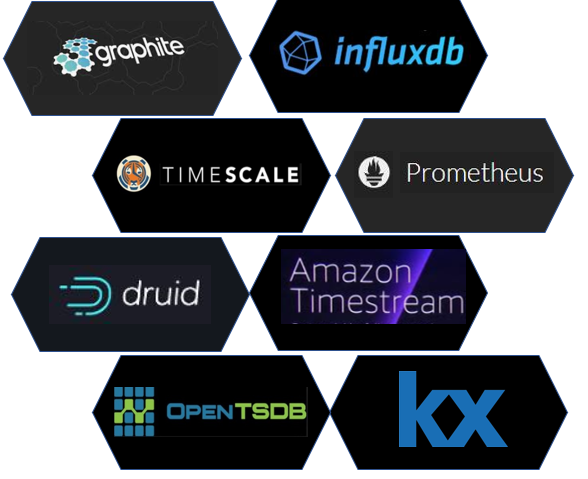 graphite
influxdb
TIMESCALE
Prometheus
druid
Amazon
Timestream
OPENTSDB
kx